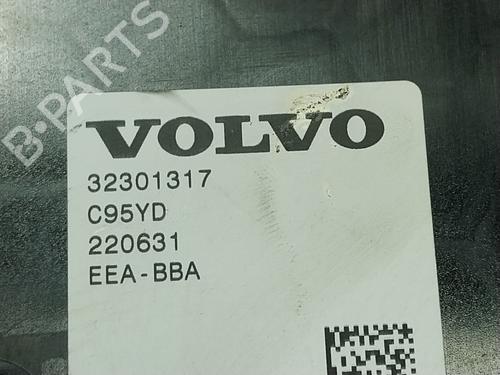 B-PARTS
VOLVO
32301317
C95YD
220631
EEA-BBA